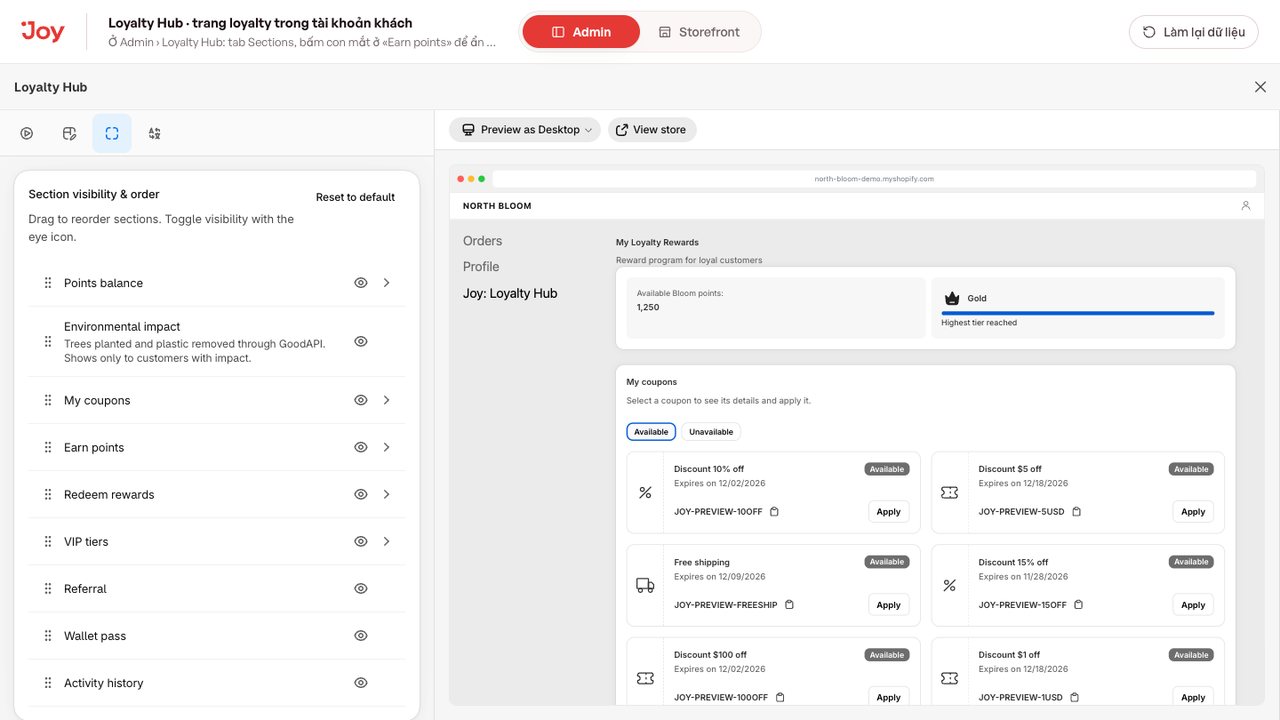 Joy
Loyalty Hub · trang loyalty trong tài khoản khách
Ở Admin › Loyalty Hub: tab Sections, bấm con mắt ở «Earn points» để ẩn ...
Admin
Storefront
Làm lại dữ liệu
Loyalty Hub
Preview as Desktop
View store
Section visibility & order
Reset to default
Drag to reorder sections. Toggle visibility with the
eye icon.
Points balance
Environmental impact
Trees planted and plastic removed through GoodAPI.
Shows only to customers with impact.
My coupons
Earn points
Redeem rewards
VIP tiers
Referral
Wallet pass
Activity history
north-bloom-demo.myshopify.com
NORTH BLOOM
Orders
Profile
Joy: Loyalty Hub
My Loyalty Rewards
Reward program for loyal customers
Available Bloom points:
1,250
Gold
Highest tier reached
My coupons
Select a coupon to see its details and apply it.
Available
Unavailable
Discount 10% off
Available
Expires on 12/02/2026
JOY-PREVIEW-10OFF
Apply
Discount $5 off
Available
Expires on 12/18/2026
JOY-PREVIEW-5USD
Apply
Free shipping
Available
Expires on 12/09/2026
JOY-PREVIEW-FREESHIP
Apply
Discount 15% off
Available
Expires on 11/28/2026
JOY-PREVIEW-15OFF
Apply
Discount $100 off
Available
Expires on 12/02/2026
JOY-PREVIEW-100OFF
Apply
Discount $1 off
Available
Expires on 12/18/2026
JOY-PREVIEW-1USD
Apply